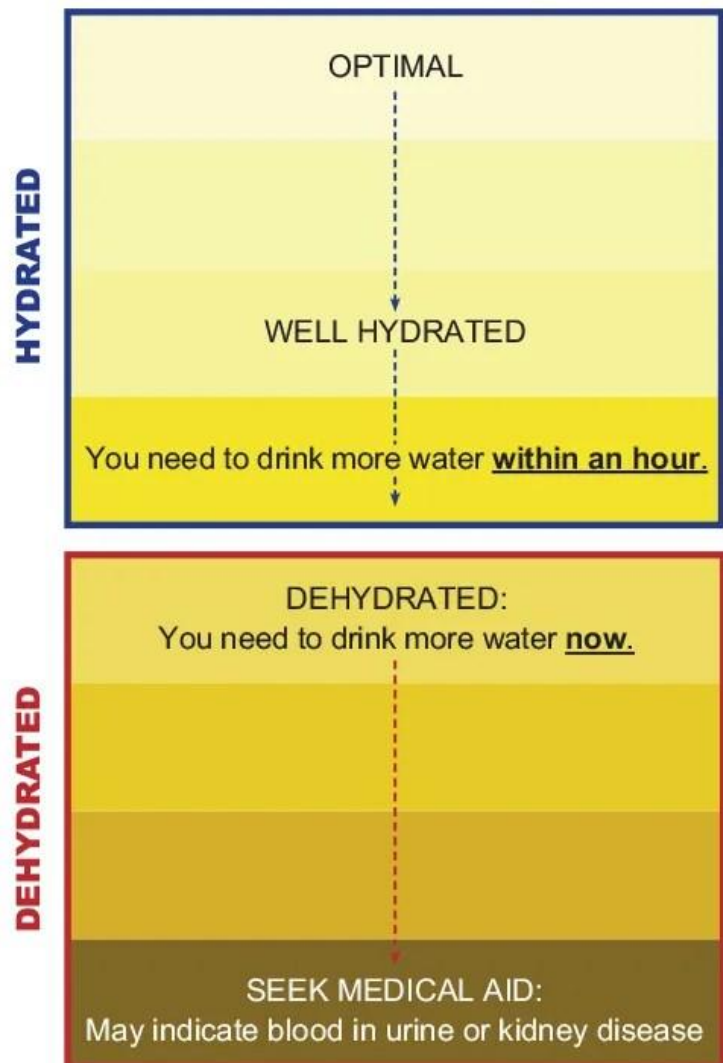 HYDRATED
OPTIMAL
WELL HYDRATED
You need to drink more water within an hour.
DEHYDRATED
DEHYDRATED:
You need to drink more water now.
SEEK MEDICAL AID:
May indicate blood in urine or kidney disease